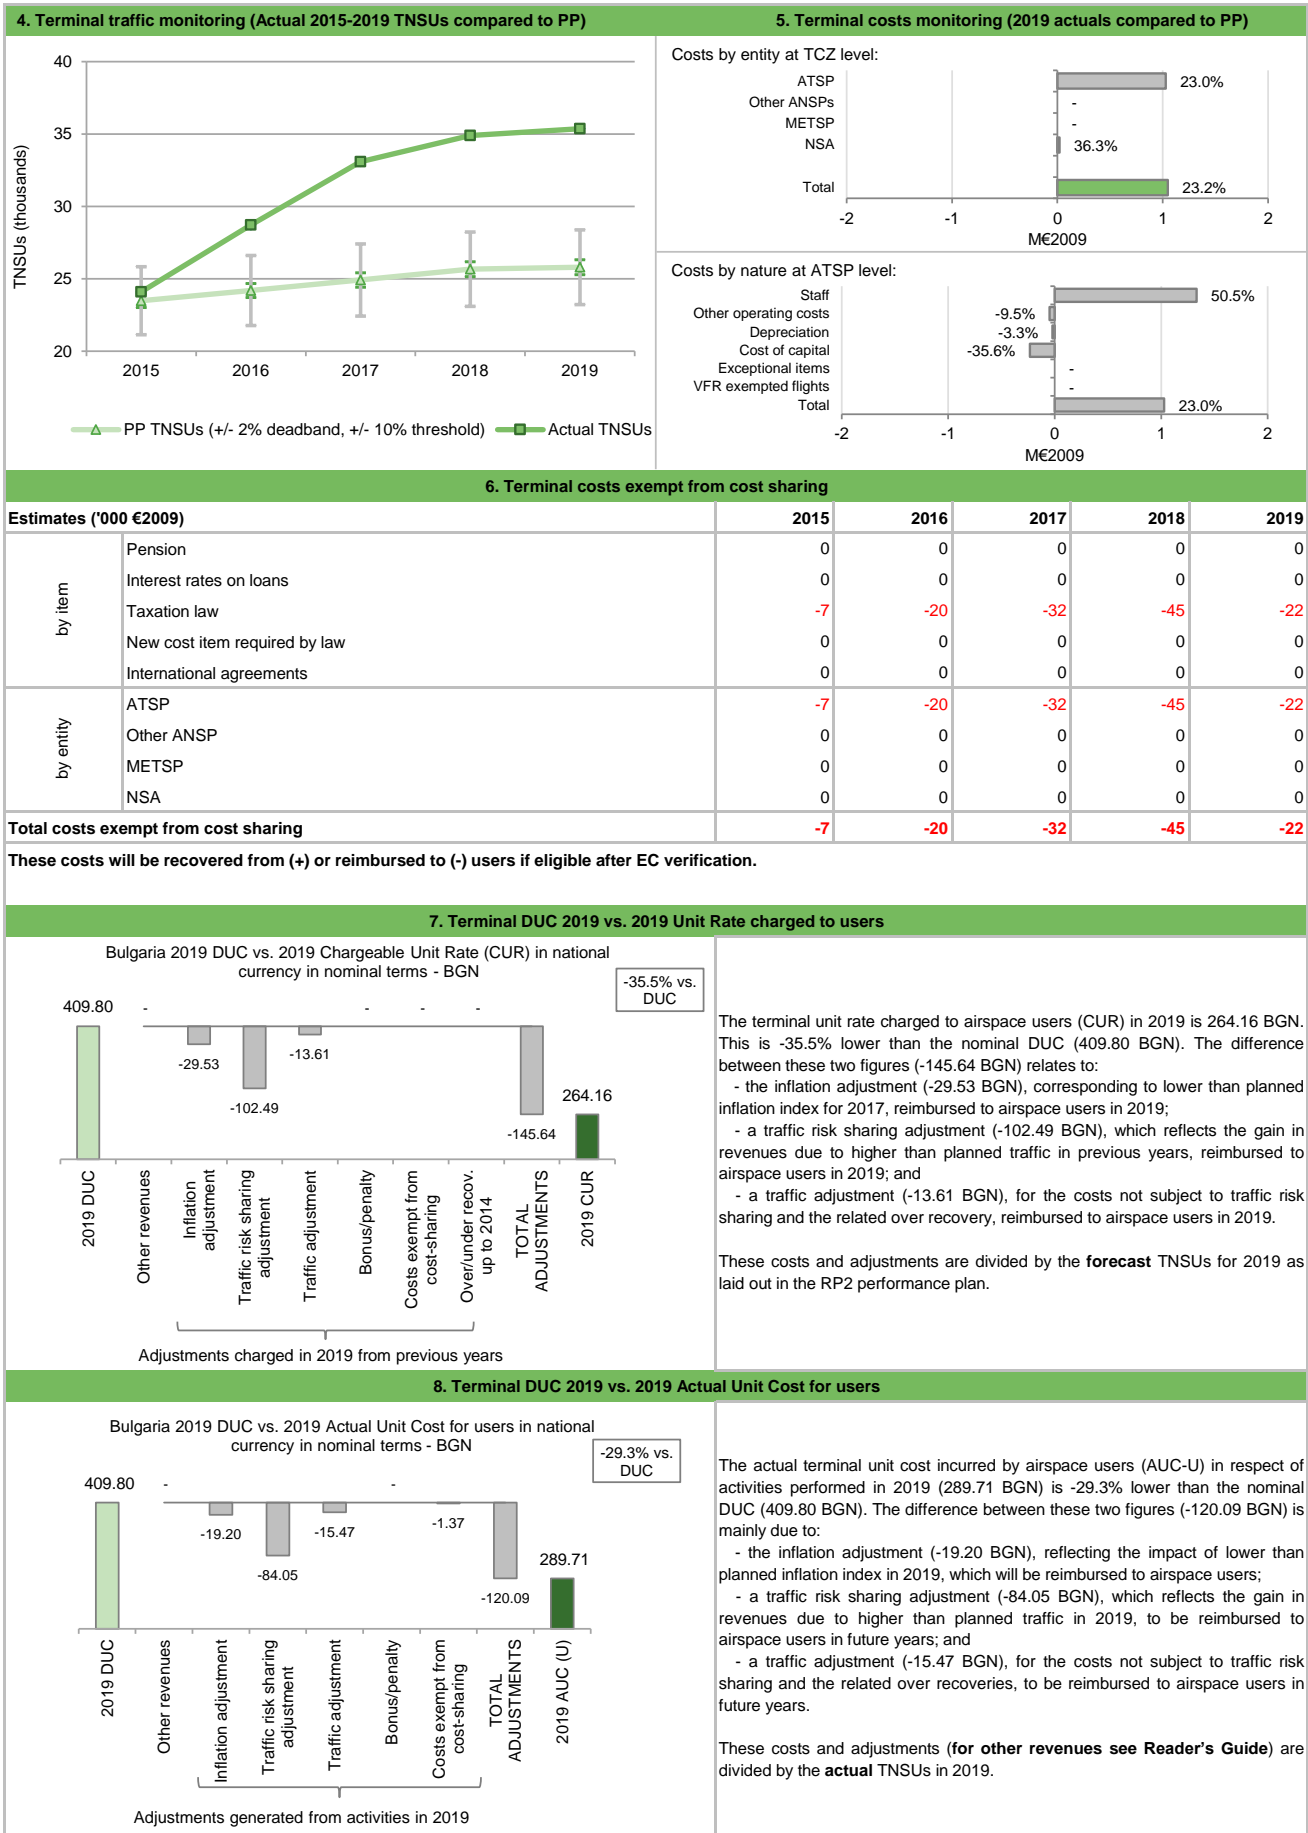 4. Terminal traffic monitoring (Actual 2015-2019 TNSUs compared to PP)
40
35
30
25
20
TNSUs (thousands)
2015 2016 2017 2018 2019
PP TNSUs (+/- 2% deadband, +/- 10% threshold) Actual TNSUs
5. Terminal costs monitoring (2019 actuals compared to PP)
Costs by entity at TCZ level:
ATSP 23.0%
Other ANSPs -
METSP -
NSA 36.3%
Total 23.2%
-2 -1 0 1 2
M€2009
Costs by nature at ATSP level:
Staff 50.5%
Other operating costs -9.5%
Depreciation -3.3%
Cost of capital -35.6%
Exceptional items -
VFR exempted flights -
Total 23.0%
-2 -1 0 1 2
M€2009
6. Terminal costs exempt from cost sharing
Estimates ('000 €2009) 2015 2016 2017 2018 2019
by item
Pension 0 0 0 0 0
Interest rates on loans 0 0 0 0 0
Taxation law -7 -20 -32 -45 -22
New cost item required by law 0 0 0 0 0
International agreements 0 0 0 0 0
by entity
ATSP -7 -20 -32 -45 -22
Other ANSP 0 0 0 0 0
METSP 0 0 0 0 0
NSA 0 0 0 0 0
Total costs exempt from cost sharing -7 -20 -32 -45 -22
These costs will be recovered from (+) or reimbursed to (-) users if eligible after EC verification.
7. Terminal DUC 2019 vs. 2019 Unit Rate charged to users
Bulgaria 2019 DUC vs. 2019 Chargeable Unit Rate (CUR) in national
currency in nominal terms - BGN
-35.5% vs.
DUC
409.80 - - - -
-29.53
-102.49
-13.61
-145.64
264.16
2019 DUC
Other revenues
Inflation
adjustment
Traffic risk sharing
adjustment
Traffic adjustment
Bonus/penalty
Costs exempt from
cost-sharing
Over/under recov.
up to 2014
TOTAL
ADJUSTMENTS
2019 CUR
Adjustments charged in 2019 from previous years
The terminal unit rate charged to airspace users (CUR) in 2019 is 264.16 BGN.
This is -35.5% lower than the nominal DUC (409.80 BGN). The difference
between these two figures (-145.64 BGN) relates to:
- the inflation adjustment (-29.53 BGN), corresponding to lower than planned
inflation index for 2017, reimbursed to airspace users in 2019;
- a traffic risk sharing adjustment (-102.49 BGN), which reflects the gain in
revenues due to higher than planned traffic in previous years, reimbursed to
airspace users in 2019; and
- a traffic adjustment (-13.61 BGN), for the costs not subject to traffic risk
sharing and the related over recovery, reimbursed to airspace users in 2019.
These costs and adjustments are divided by the forecast TNSUs for 2019 as
laid out in the RP2 performance plan.
8. Terminal DUC 2019 vs. 2019 Actual Unit Cost for users
Bulgaria 2019 DUC vs. 2019 Actual Unit Cost for users in national
currency in nominal terms - BGN
-29.3% vs.
DUC
409.80 - -
-19.20
-84.05
-15.47
-1.37
-120.09
289.71
2019 DUC
Other revenues
Inflation adjustment
Traffic risk sharing
adjustment
Traffic adjustment
Bonus/penalty
Costs exempt from
cost-sharing
TOTAL
ADJUSTMENTS
2019 AUC (U)
Adjustments generated from activities in 2019
The actual terminal unit cost incurred by airspace users (AUC-U) in respect of
activities performed in 2019 (289.71 BGN) is -29.3% lower than the nominal
DUC (409.80 BGN). The difference between these two figures (-120.09 BGN) is
mainly due to:
- the inflation adjustment (-19.20 BGN), reflecting the impact of lower than
planned inflation index in 2019, which will be reimbursed to airspace users;
- a traffic risk sharing adjustment (-84.05 BGN), which reflects the gain in
revenues due to higher than planned traffic in 2019, to be reimbursed to
airspace users in future years; and
- a traffic adjustment (-15.47 BGN), for the costs not subject to traffic risk
sharing and the related over recoveries, to be reimbursed to airspace users in
future years.
These costs and adjustments (for other revenues see Reader's Guide) are
divided by the actual TNSUs in 2019.